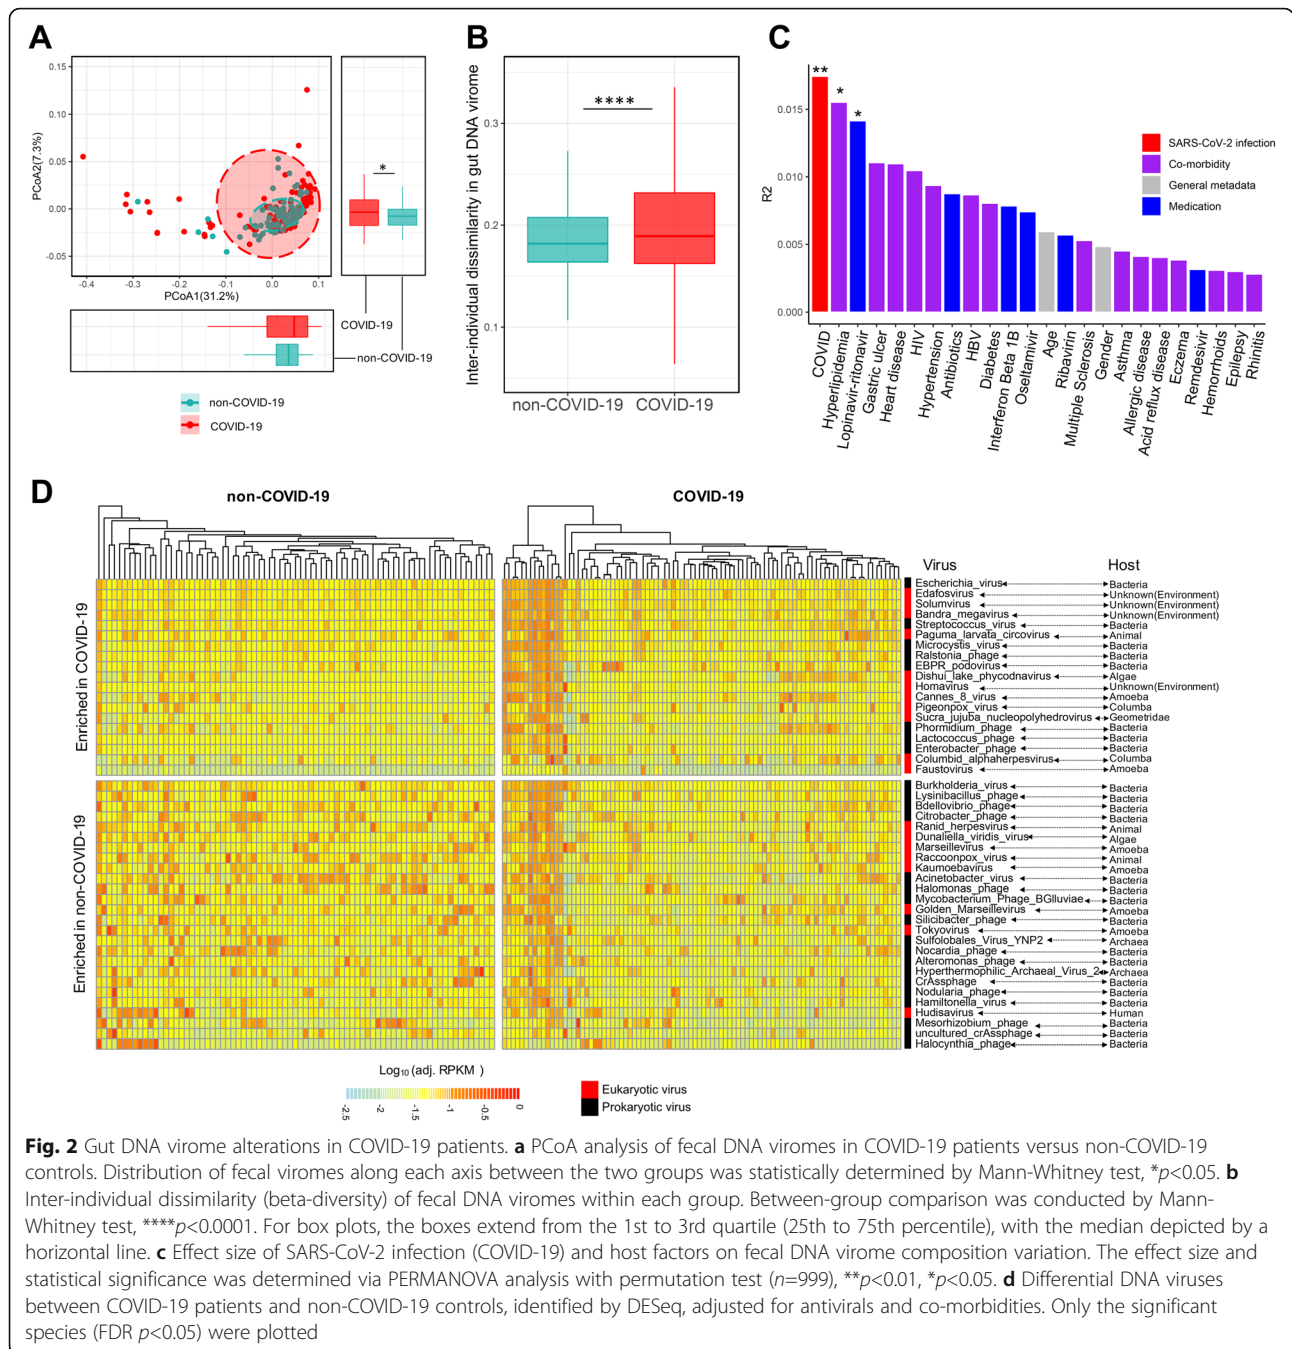 A
B
C
0.15
0.10
0.05
0.00
-0.05
PCoA2(7.3%)
-0.4
-0.3
-0.2
-0.1
0.0
0.1
PCoA1(31.2%)
*
COVID-19
non-COVID-19
non-COVID-19
COVID-19
Inter-individual dissimilarity in gut DNA virome
0.3
0.2
0.1
****
non-COVID-19
COVID-19
R2
0.015
0.010
0.005
0.000
**
*
*
SARS-CoV-2 infection
Co-morbidity
General metadata
Medication
COVID
Hyperlipidemia
Lopinavir-ritonavir
Gastric ulcer
Heart disease
HIV
Hypertension
Antibiotics
HBV
Diabetes
Interferon Beta 1B
Oseltamivir
Age
Ribavirin
Multiple Sclerosis
Gender
Asthma
Allergic disease
Acid reflux disease
Eczema
Remdesivir
Hemorrhoids
Epilepsy
Rhinitis
D
non-COVID-19
COVID-19
Virus
Host
Enriched in COVID-19
Escherichia_virus Bacteria
Edafosvirus Unknown(Environment)
Solumvirus Unknown(Environment)
Bandra_megavirus Unknown(Environment)
Streptococcus_virus Bacteria
Paguma_larvata_circovirus Animal
Microcystis_virus Bacteria
Ralstonia_phage Bacteria
EBPR_podovirus Bacteria
Dishui_lake_phycodnavirus Algae
Homavirus Unknown(Environment)
Cannes_8_virus Amoeba
Pigeonpox_virus Columba
Sucra_jujuba_nucleopolyhedrovirus Geometridae
Phormidium_phage Bacteria
Lactococcus_phage Bacteria
Enterobacter_phage Bacteria
Columbid_alphaherpesvirus Columba
Faustovirus Amoeba
Enriched in non-COVID-19
Burkholderia_virus Bacteria
Lysinibacillus_phage Bacteria
Bdellovibrio_phage Bacteria
Citrobacter_phage Bacteria
Ranid_herpesvirus Animal
Dunaliella_viridis_virus Algae
Marseillevirus Amoeba
Raccoonpox_virus Animal
Kaumoebavirus Amoeba
Acinetobacter_virus Bacteria
Halomonas_phage Bacteria
Mycobacterium_Phage_BGlluviae Bacteria
Golden_Marseillevirus Amoeba
Silicibacter_phage Bacteria
Tokyovirus Amoeba
Sulfolobales_Virus_YNP2 Archaea
Nocardia_phage Bacteria
Alteromonas_phage Bacteria
Hyperthermophilic_Archaeal_Virus_2 Archaea
CrAssphage Bacteria
Nodularia_phage Bacteria
Hamiltonella_virus Bacteria
Hudisavirus Human
Mesorhizobium_phage Bacteria
uncultured_crAssphage Bacteria
Halocynthia_phage Bacteria
Log10 (adj. RPKM )
-2.5
-2
-1.5
-1
-0.5
0
Eukaryotic virus
Prokaryotic virus
Fig. 2 Gut DNA virome alterations in COVID-19 patients. a PCoA analysis of fecal DNA viromes in COVID-19 patients versus non-COVID-19
controls. Distribution of fecal viromes along each axis between the two groups was statistically determined by Mann-Whitney test, *p<0.05. b
Inter-individual dissimilarity (beta-diversity) of fecal DNA viromes within each group. Between-group comparison was conducted by Mann-
Whitney test, ****p<0.0001. For box plots, the boxes extend from the 1st to 3rd quartile (25th to 75th percentile), with the median depicted by a
horizontal line. c Effect size of SARS-CoV-2 infection (COVID-19) and host factors on fecal DNA virome composition variation. The effect size and
statistical significance was determined via PERMANOVA analysis with permutation test (n=999), **p<0.01, *p<0.05. d Differential DNA viruses
between COVID-19 patients and non-COVID-19 controls, identified by DESeq, adjusted for antivirals and co-morbidities. Only the significant
species (FDR p<0.05) were plotted